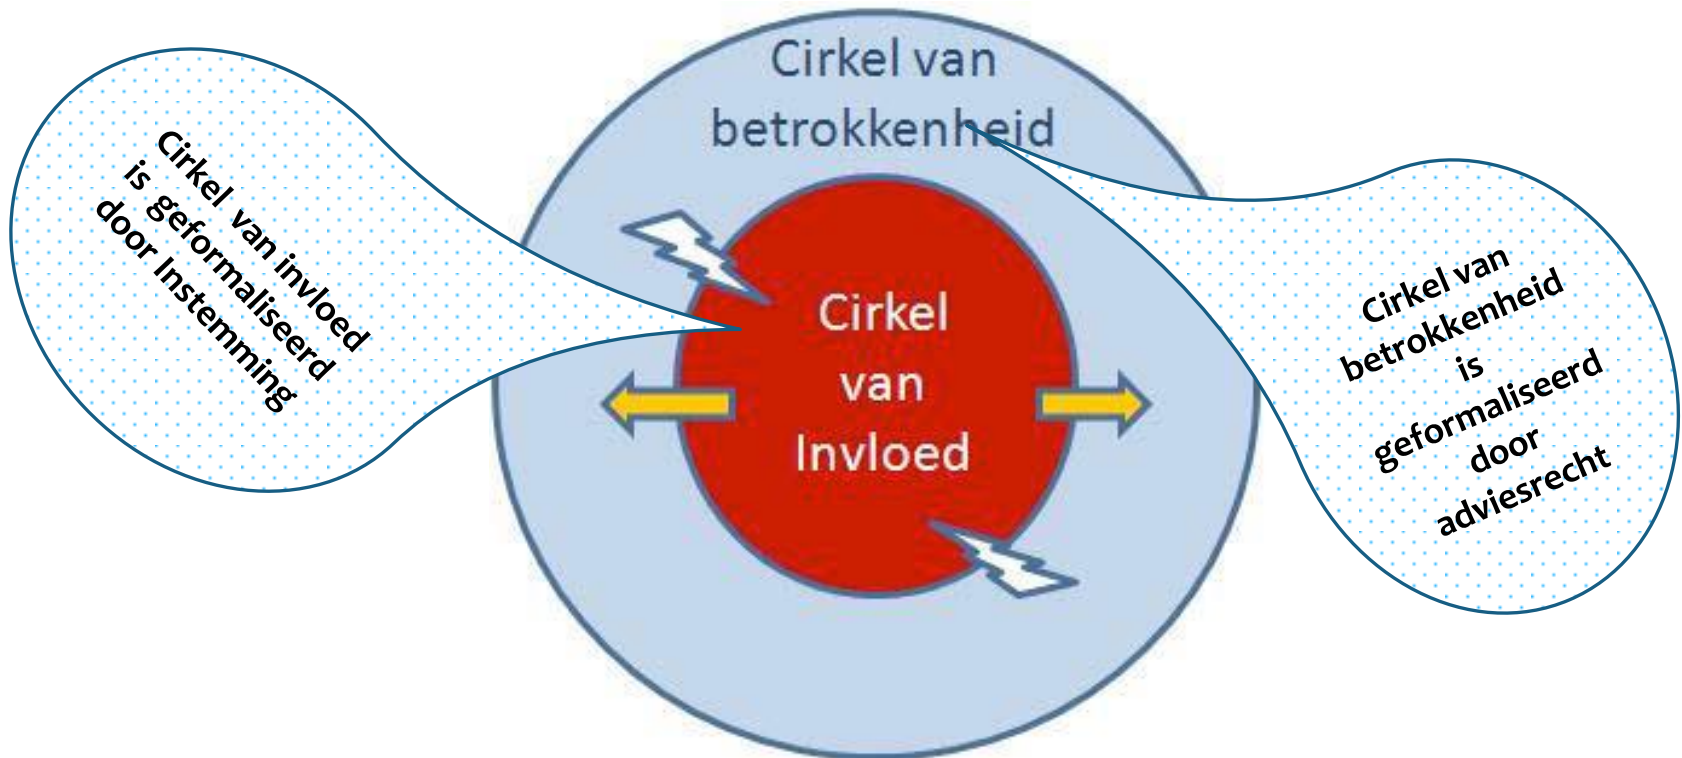 Cirkel van
betrokkenheid
Cirkel van invloed
is geformaliseerd
door Instemming
Cirkel
van
Invloed
Cirkel van
betrokkenheid
is
geformaliseerd
door
adviesrecht